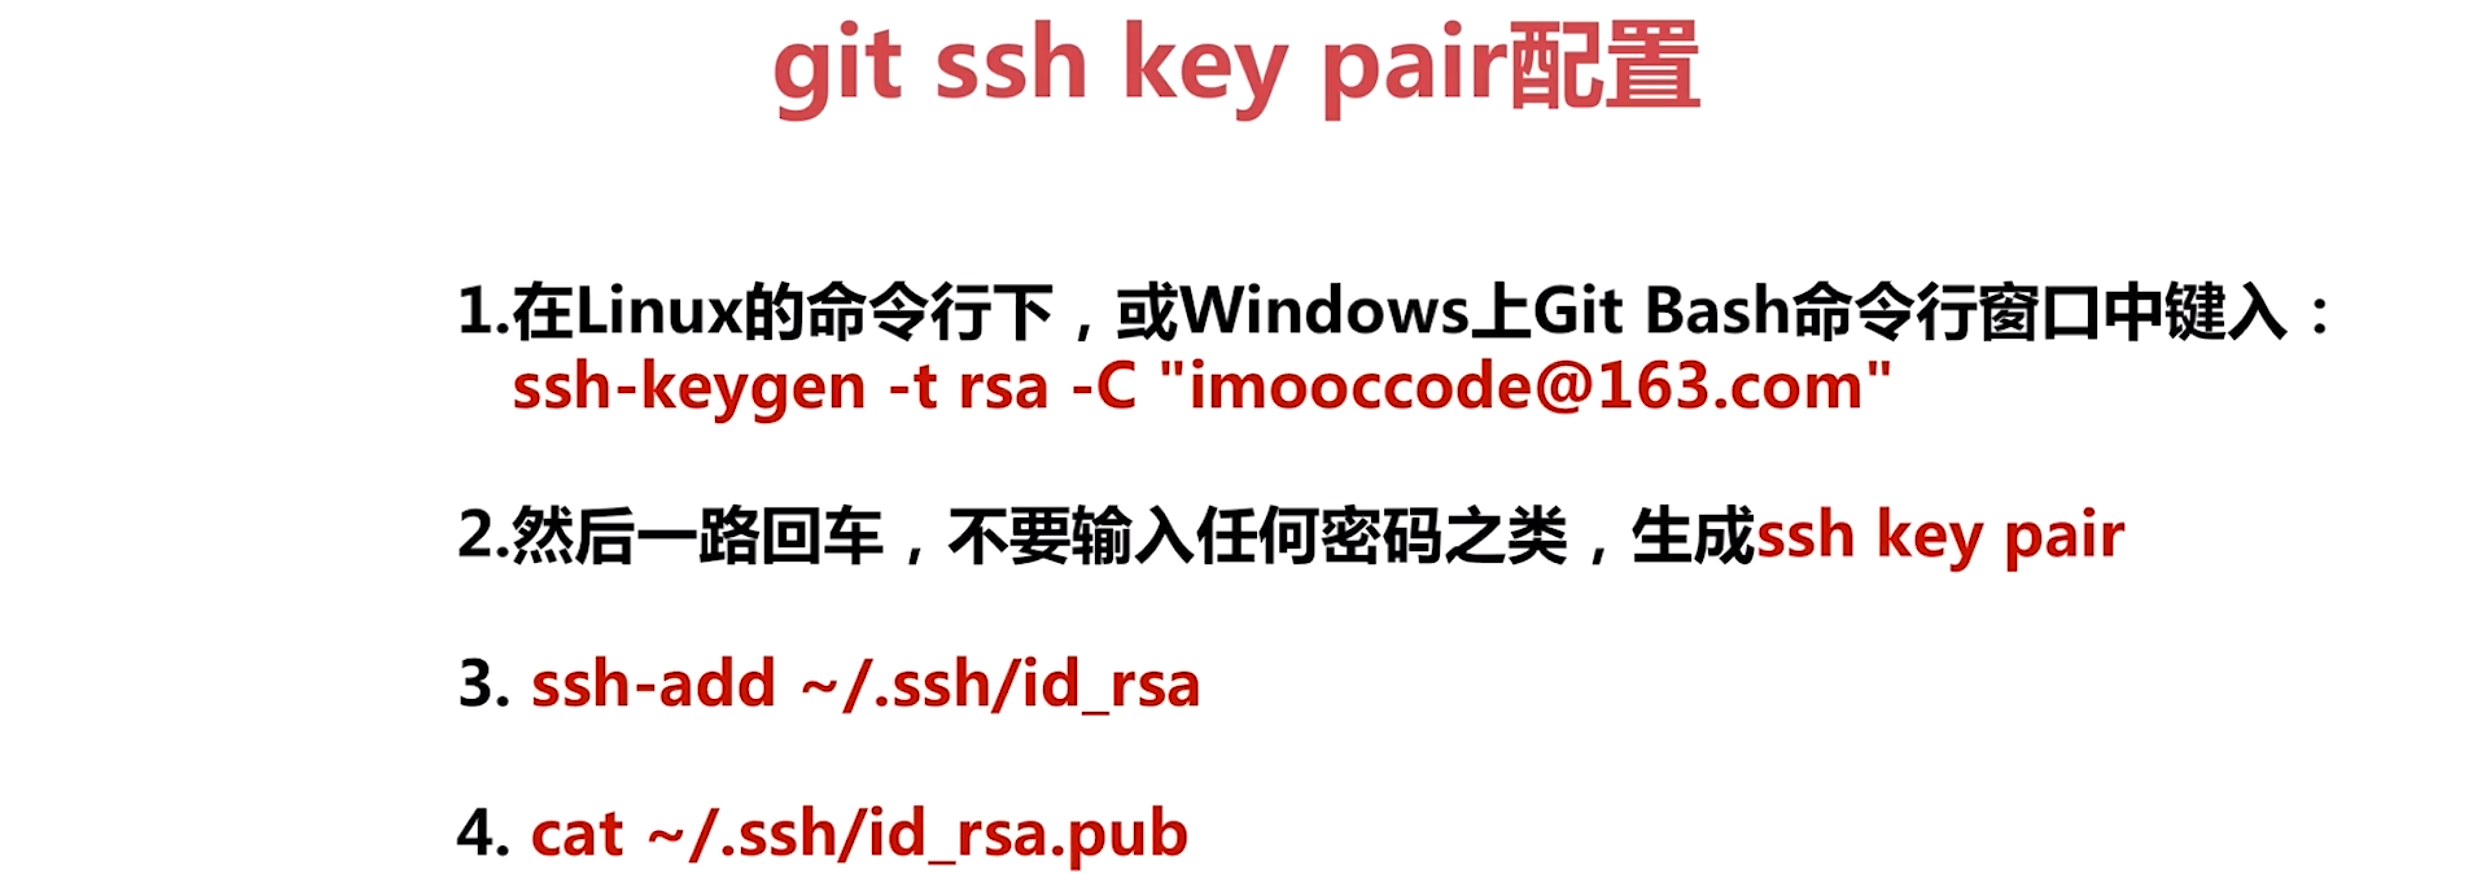 git ssh key pair配置
1.在Linux的命令行下，或Windows上Git Bash命令行窗口中键入：
ssh-keygen -t rsa -C "imooccode@163.com"
2.然后一路回车，不要输入任何密码之类，生成ssh key pair
3. ssh-add ~/.ssh/id_rsa
4. cat ~/.ssh/id_rsa.pub